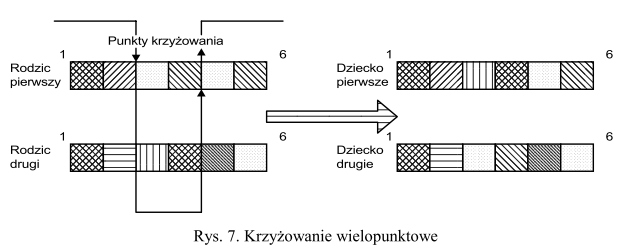 Punkty krzyżowania
1 6
Rodzic
pierwszy
1 6
Dziecko
pierwsze
1 6
Rodzic
drugi
1 6
Dziecko
drugie
Rys. 7. Krzyżowanie wielopunktowe